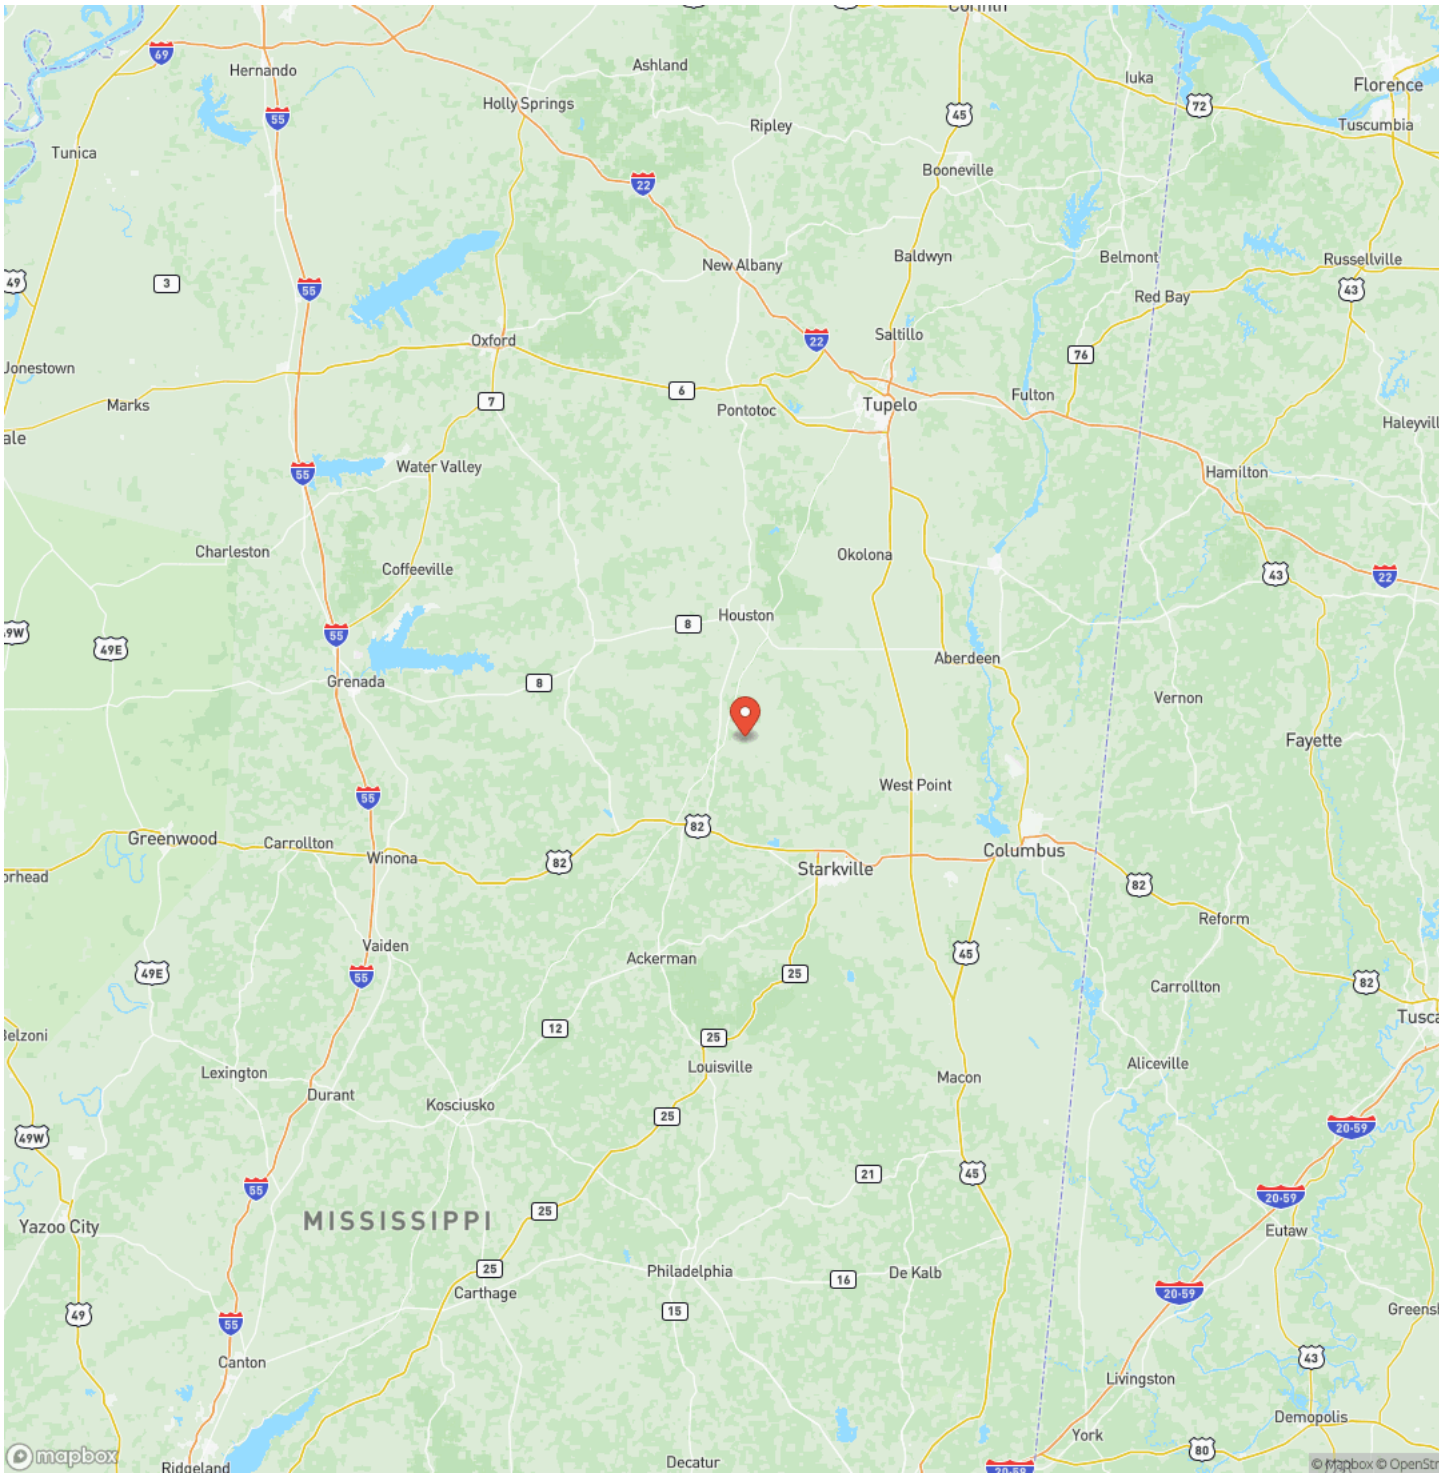 Corinth
69
Hernando
Ashland
Iuka
Florence
55
Holly Springs
72
45
Ripley
Tuscumbia
Tunica
Booneville
22
Baldwyn
Belmont
Russellville
New Albany
49
3
55
43
Red Bay
Saltillo
Oxford
22
76
Jonestown
6
Fulton
Marks
7
Pontotoc
Tupelo
Haleyvill
ale
Water Valley
55
Hamilton
Charleston
Okolona
Coffeeville
43
22
Houston
8
49W
55
49E
Aberdeen
Grenada
8
Vernon
Fayette
West Point
55
82
Greenwood
Carrollton
Winona
82
Columbus
Starkville
orhead
82
Reform
Vaiden
Ackerman
45
49E
55
25
82
Carrollton
Tusca
12
Belzoni
25
Aliceville
Lexington
Louisville
Macon
Durant
Kosciusko
25
20-59
49W
21
45
55
20-59
MISSISSIPPI
25
Yazoo City
Eutaw
25
Philadelphia
16
De Kalb
Carthage
20-59
49
15
Greensl
55
Canton
43
Livingston
Demopolis
York
80
mapbox
Ridgeland
Decatur
20-59
© Mapbox © OpenStr